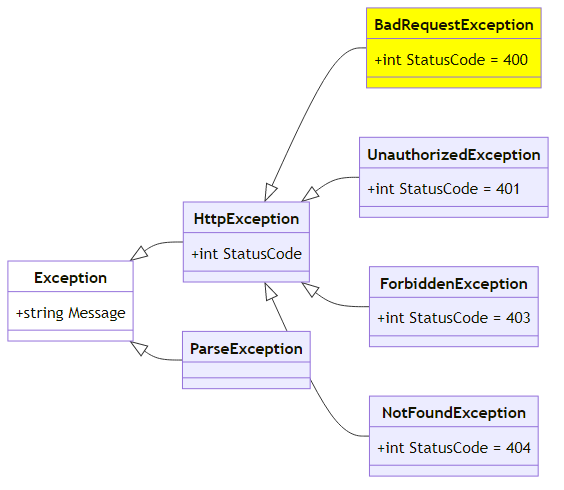 BadRequestException
+int StatusCode = 400
UnauthorizedException
+int StatusCode = 401
HttpException
+int StatusCode
Exception
+string Message
ForbiddenException
+int StatusCode = 403
ParseException
NotFoundException
+int StatusCode = 404